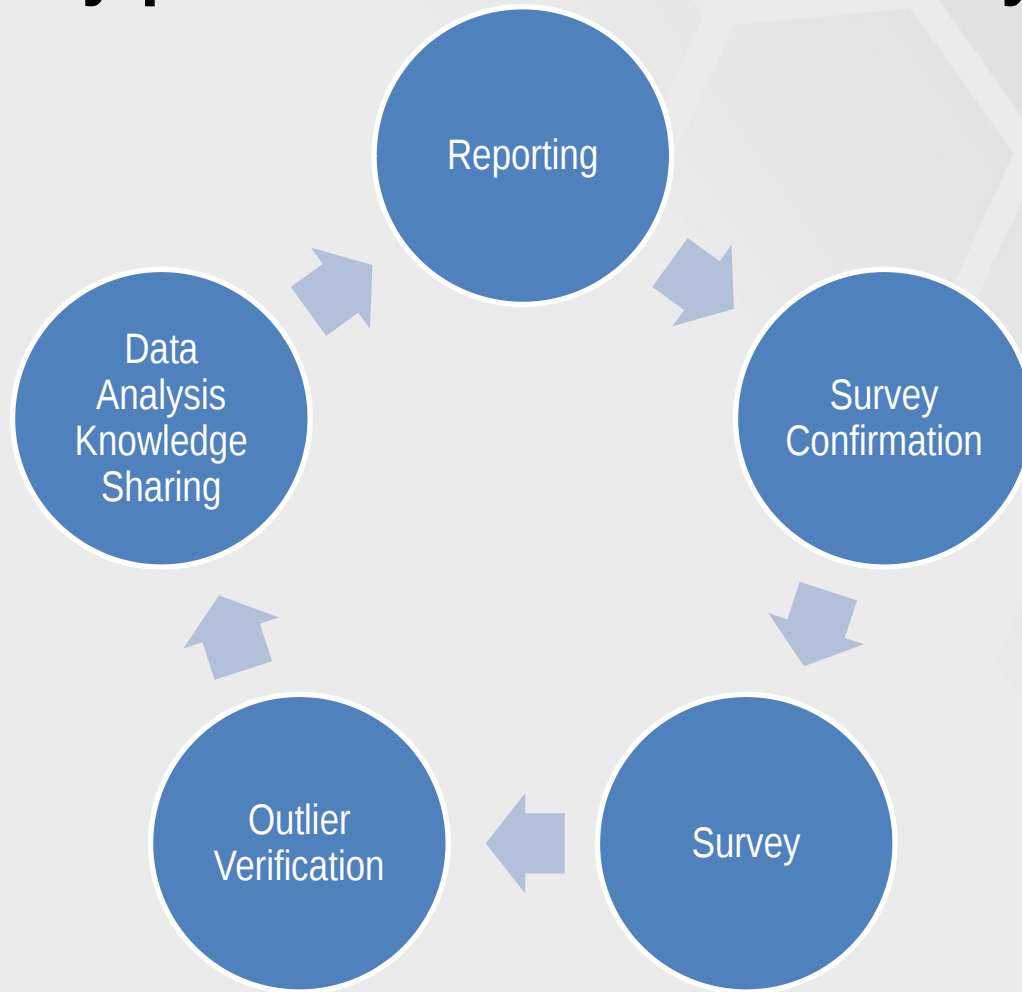 Reporting
Survey
Confirmation
Survey
Outlier
Verification
Data
Analysis
Knowledge
Sharing